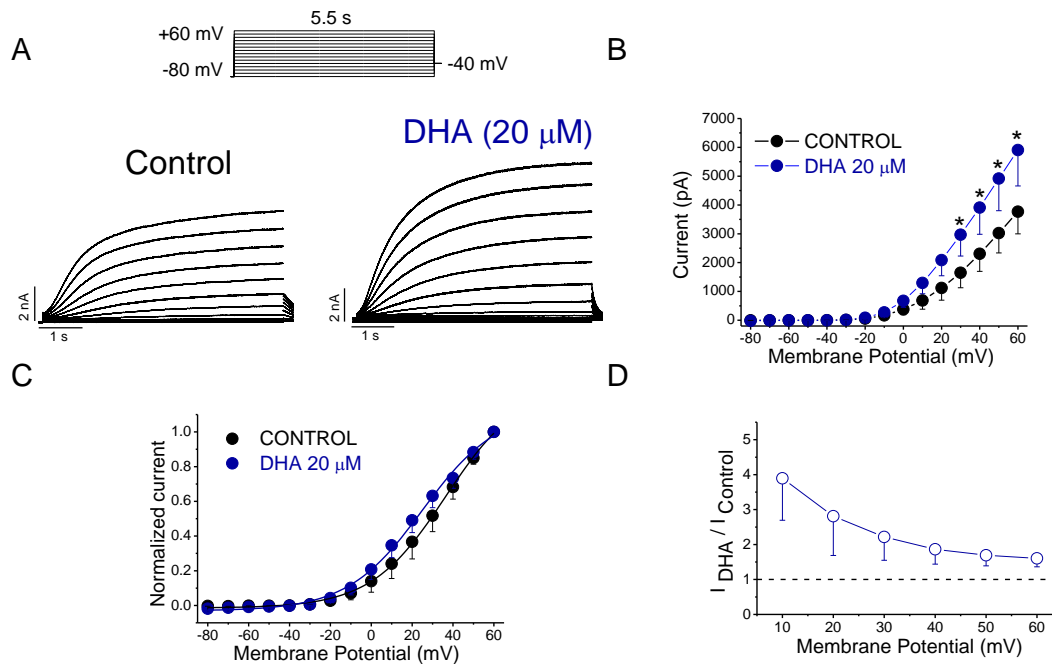 A
5.5 s
+60 mV
-80 mV
-40 mV
Control
DHA (20 μM)
2 nA
1 s
2 nA
1 s
B
CONTROL
DHA 20 μM
* * * *
Current (pA)
7000
6000
5000
4000
3000
2000
1000
0
-80 -60 -40 -20 0 20 40 60
Membrane Potential (mV)
C
CONTROL
DHA 20 μM
Normalized current
1.0
0.8
0.6
0.4
0.2
0.0
-80 -60 -40 -20 0 20 40 60
Membrane Potential (mV)
D
I DHA / I Control
5
4
3
2
1
0
10 20 30 40 50 60
Membrane Potential (mV)